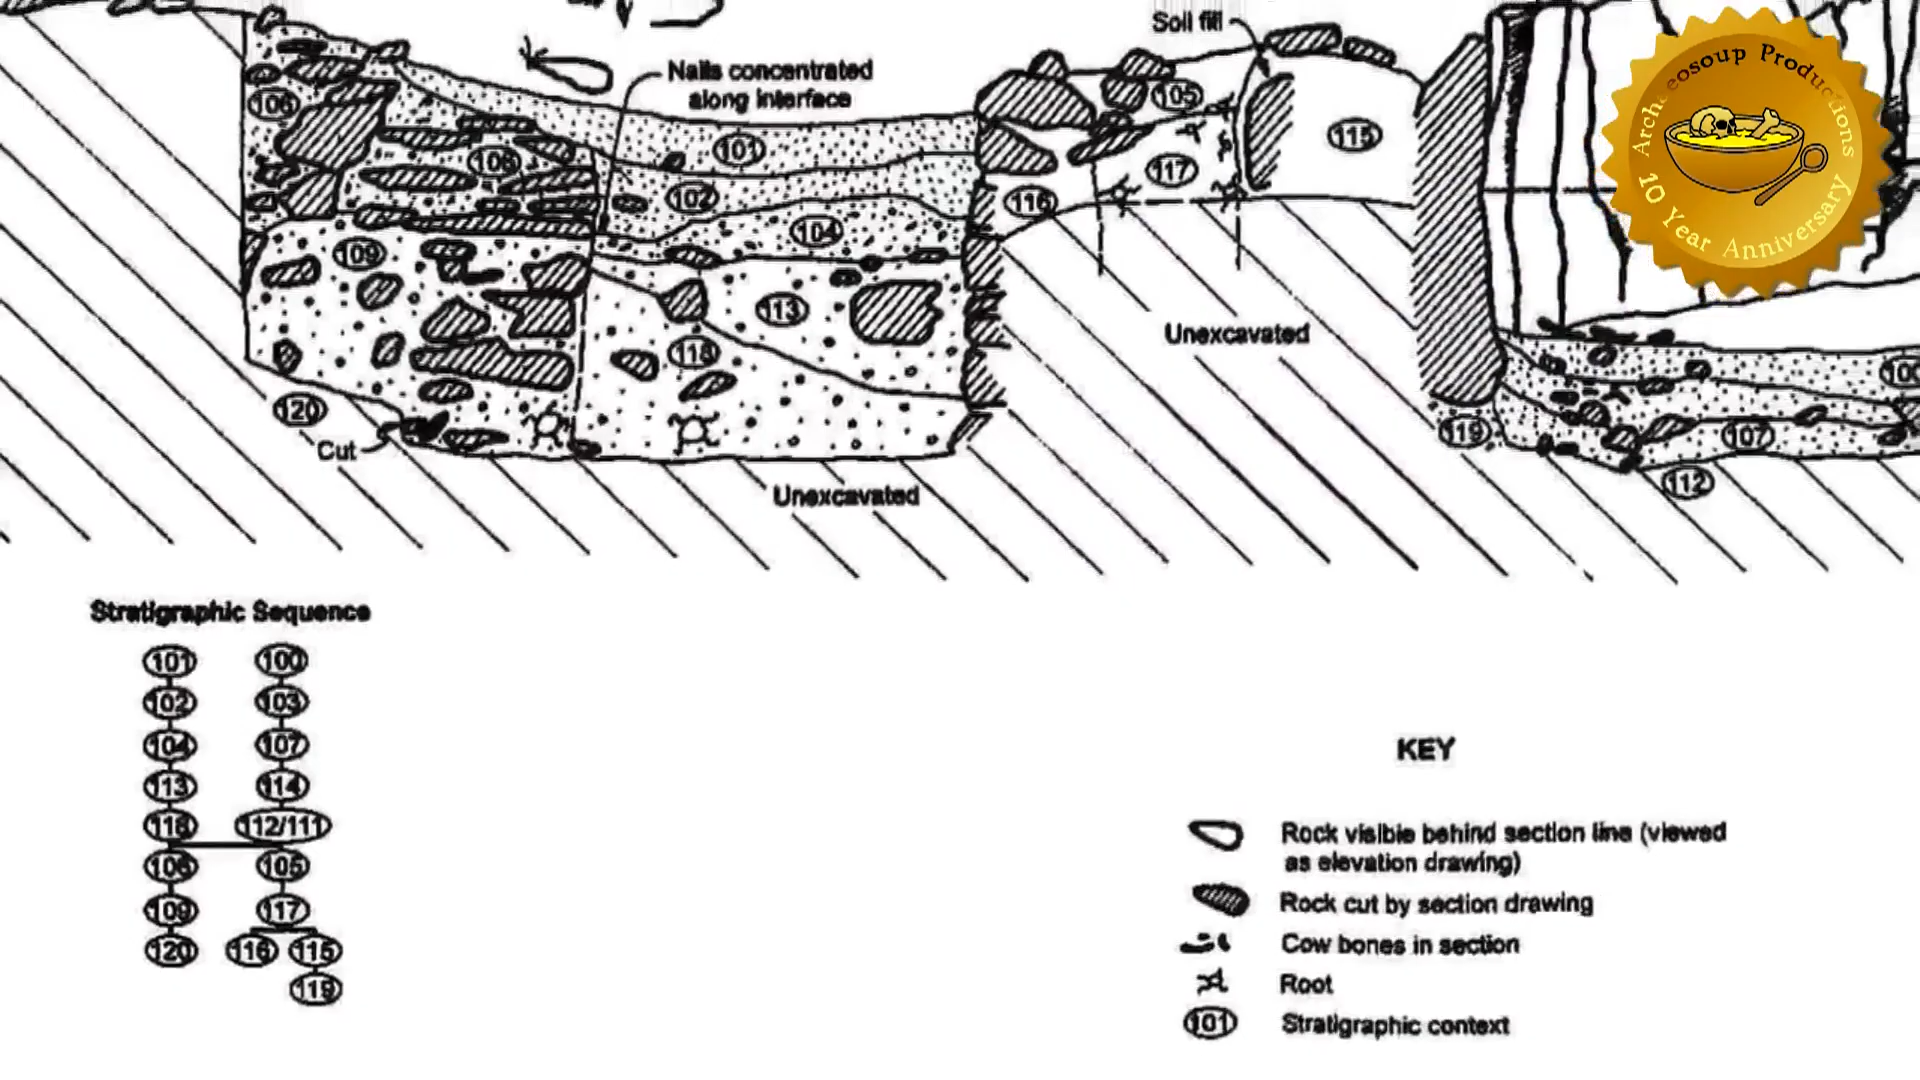 Soil fill
Nails concentrated
along interface
106
105
101
115
108
117
102
116
104
109
113
Unexcavated
118
100
120
119
107
Cut
112
Unexcavated
Archaeosoup Productions
10 Year Anniversary
Stratigraphic Sequence
101 100
102 103
104 107
113 114
118 112/111
106 105
109 117
120 116 115
119
KEY
Rock visible behind section line (viewed
as elevation drawing)
Rock cut by section drawing
Cow bones in section
Root
101 Stratigraphic context